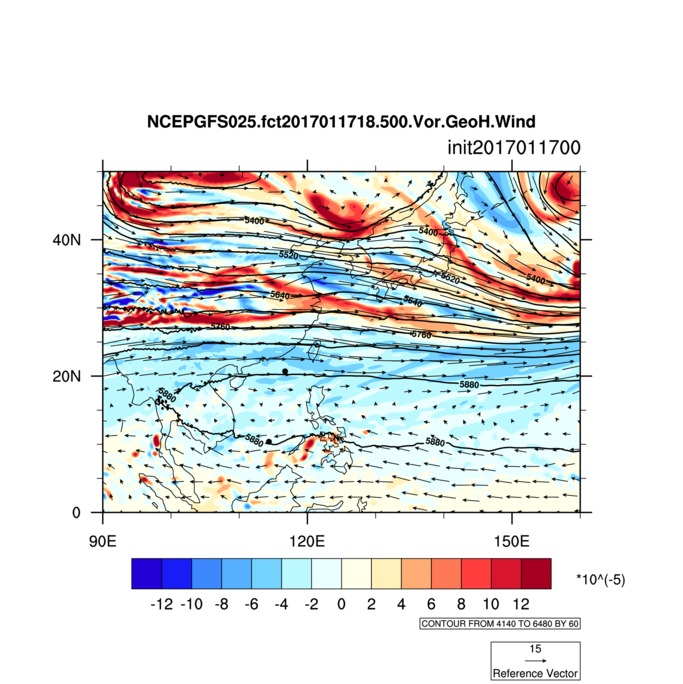 NCEPGFS025.fct2017011718.500.Vor.GeoH.Wind
init2017011700
5400
5400
40N
5520
5520
5400
5640
5640
5760
5760
20N
5880
5880
5880
5880
0
90E 120E 150E
-12 -10 -8 -6 -4 -2 0 2 4 6 8 10 12
*10^(-5)
CONTOUR FROM 4140 TO 6480 BY 60
15
Reference Vector